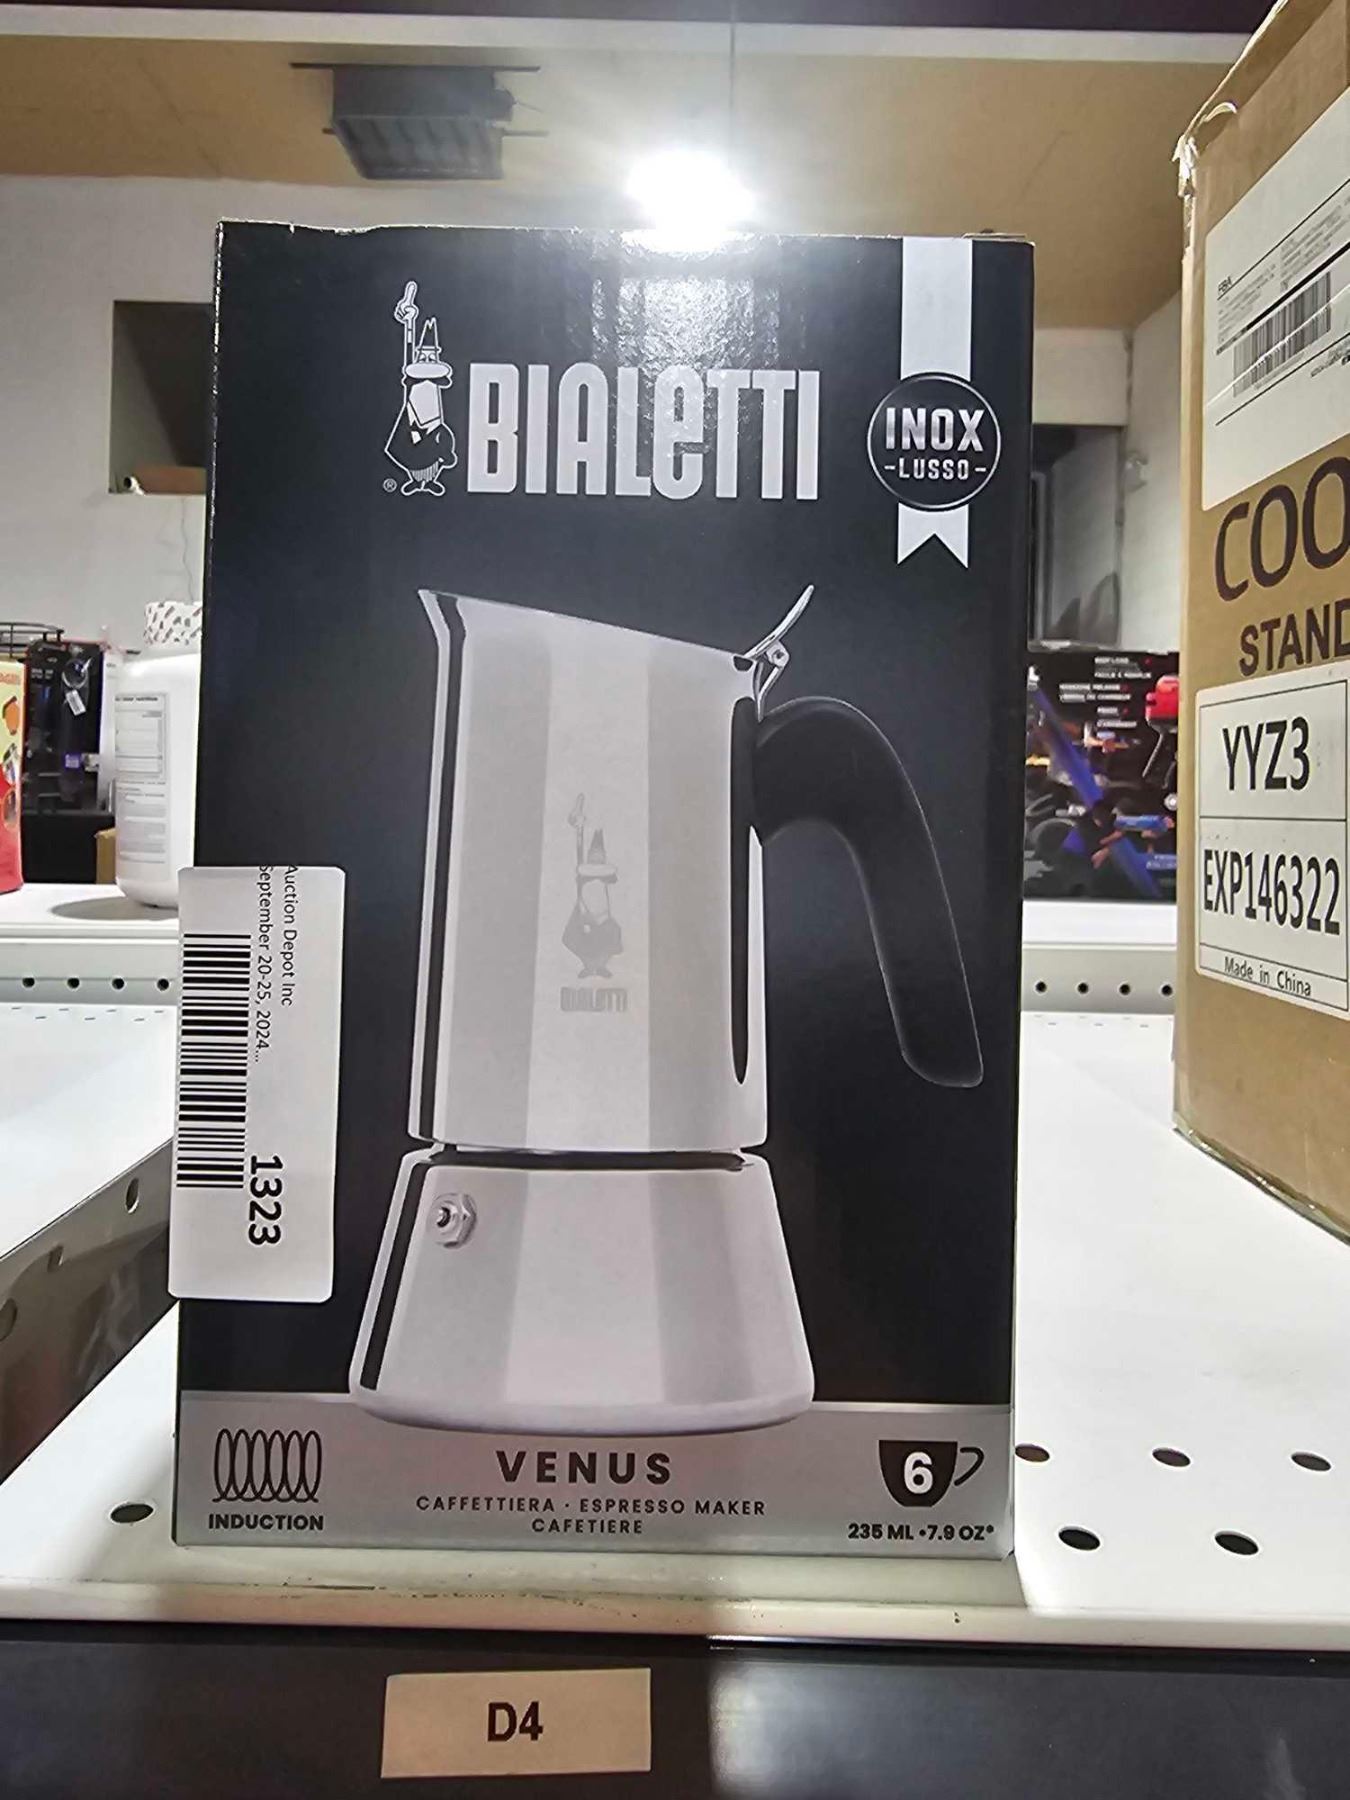 BIALETTI
®
INOX
-LUSSO-
BIALETTI
Auction Depot Inc
September 20-25, 2024...
1323
INDUCTION
VENUS
CAFFETTIERA · ESPRESSO MAKER
CAFETIERE
6
235 ML •7.9 OZ*
D4
FBA
COO
STAND
YYZ3
EXP146322
Made in China